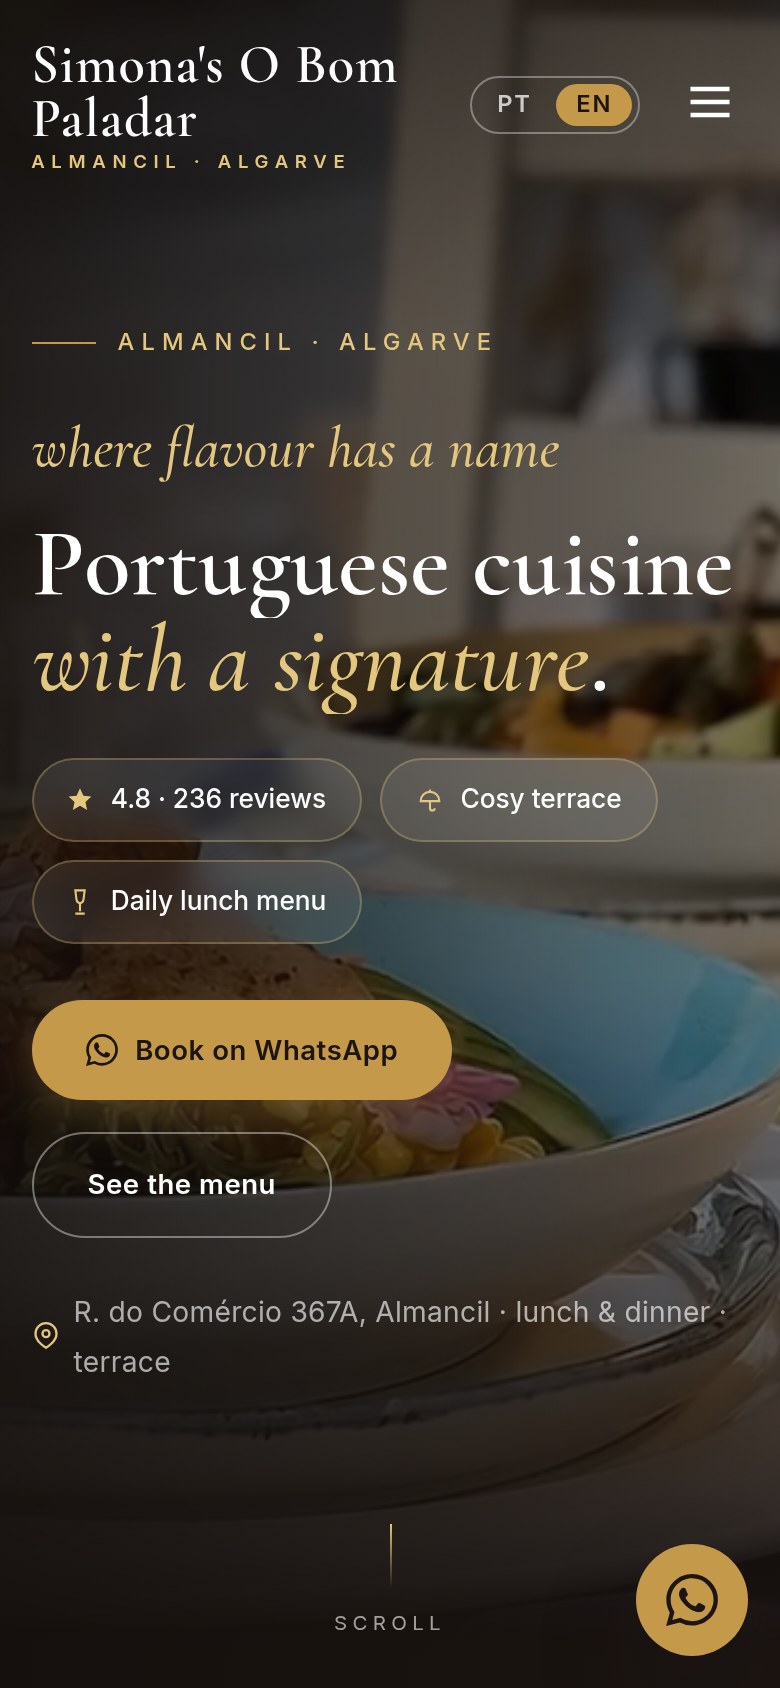 Simona's O Bom
Paladar
ALMANCIL · ALGARVE
PT EN
ALMANCIL · ALGARVE
where flavour has a name
Portuguese cuisine
with a signature.
4.8 · 236 reviews
Cosy terrace
Daily lunch menu
Book on WhatsApp
See the menu
R. do Comércio 367A, Almancil · lunch & dinner ·
terrace
SCROLL